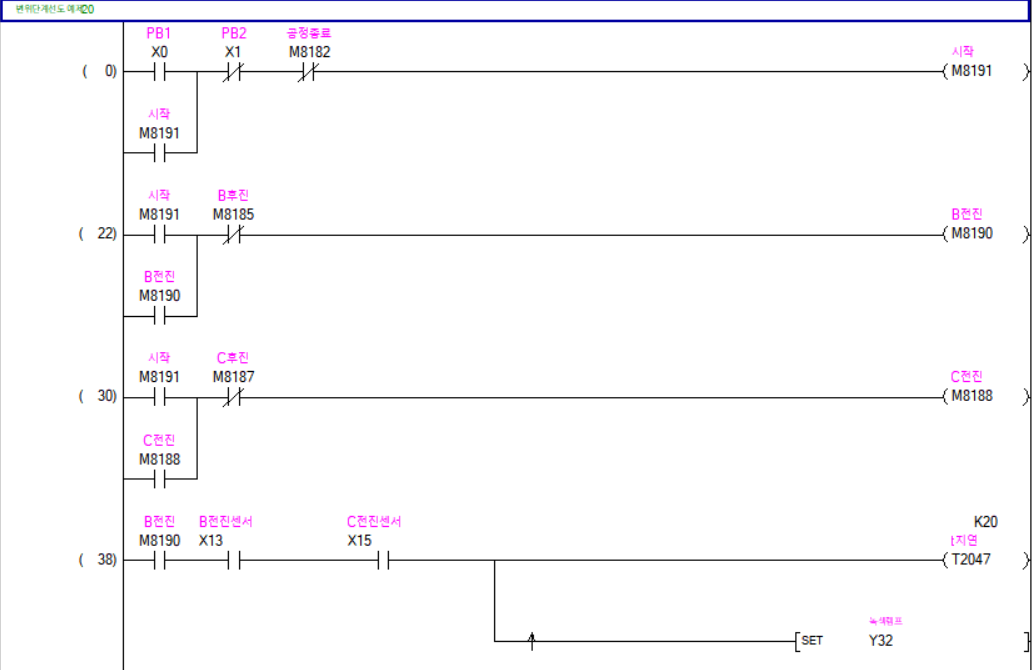 변위단계선도 예제20
PB1 PB2 공정종료
X0 X1 M8182 시작
( 0) M8191
시작
M8191
시작 B후진
M8191 M8185 B전진
( 22) M8190
B전진
M8190
시작 C후진
M8191 M8187 C전진
( 30) M8188
C전진
M8188
B전진 B전진센서 C전진센서 K20
M8190 X13 X15 t지연
( 38) T2047
녹색램프
SET Y32